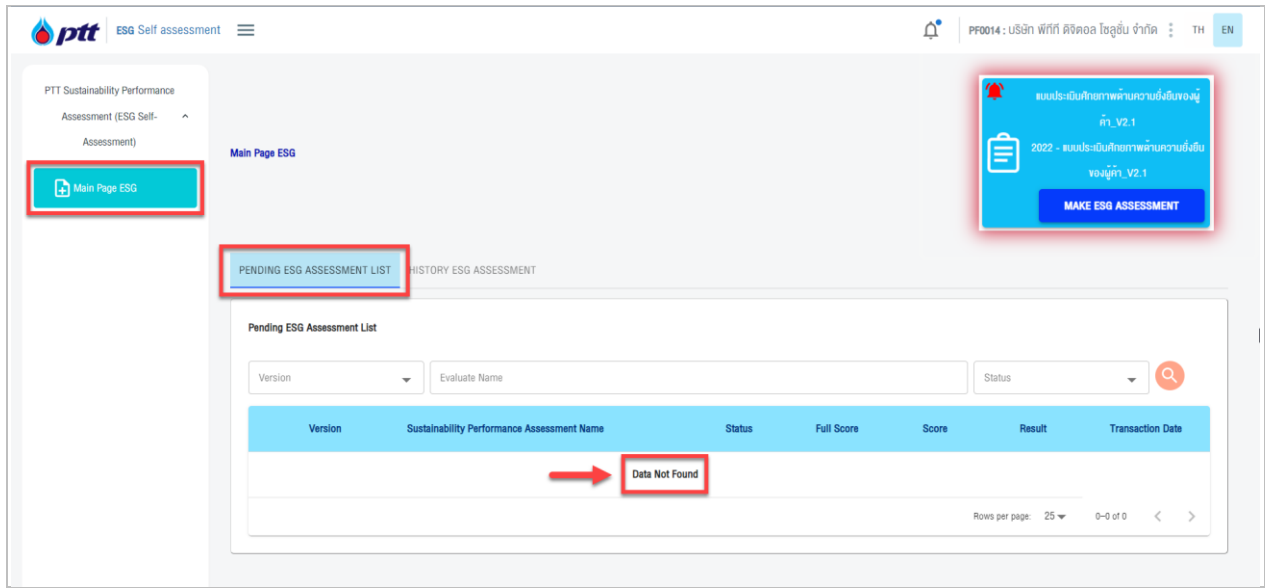 ptt
ESG Self assessment
PF0014 : บริษัท พีทีที ดิจิตอล โซลูชั่น จำกัด
TH
EN
PTT Sustainability Performance
Assessment (ESG Self-
Assessment)
Main Page ESG
Main Page ESG
แบบประเมินศักยภาพด้านความยั่งยืนของผู้
ค้า_V2.1
2022 - แบบประเมินศักยภาพด้านความยั่งยืน
ของผู้ค้า_V2.1
MAKE ESG ASSESSMENT
PENDING ESG ASSESSMENT LIST
HISTORY ESG ASSESSMENT
Pending ESG Assessment List
Version
Evaluate Name
Status
Version
Sustainability Performance Assessment Name
Status
Full Score
Score
Result
Transaction Date
Data Not Found
Rows per page: 25
0–0 of 0